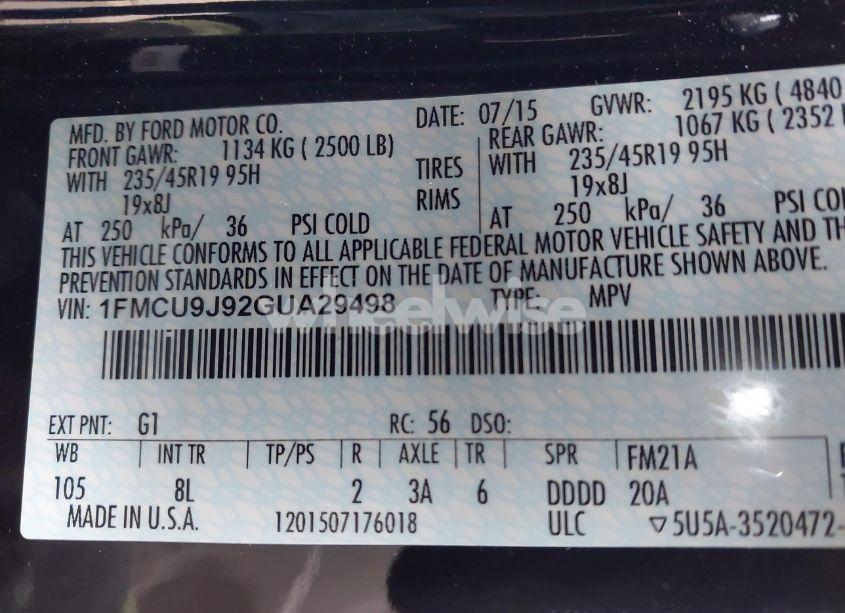 MFD. BY FORD MOTOR CO. DATE: 07/15 GVWR: 2195 KG ( 4840
FRONT GAWR: 1134 KG ( 2500 LB) REAR GAWR: 1067 KG ( 2352
WITH 235/45R19 95H TIRES WITH 235/45R19 95H
19x8J RIMS 19x8J
AT 250 kPa/ 36 PSI COLD AT 250 kPa/ 36 PSI COL
THIS VEHICLE CONFORMS TO ALL APPLICABLE FEDERAL MOTOR VEHICLE SAFETY AND TH
PREVENTION STANDARDS IN EFFECT ON THE DATE OF MANUFACTURE SHOWN ABOVE.
VIN: 1FMCU9J92GUA29498 TYPE: MPV
wheelwise
EXT PNT: G1 RC: 56 DSO:
WB INT TR TP/PS R AXLE TR SPR FM21A
105 8L 2 3A 6 DDDD 20A
MADE IN U.S.A. 1201507176018 ULC ▽5U5A-3520472-